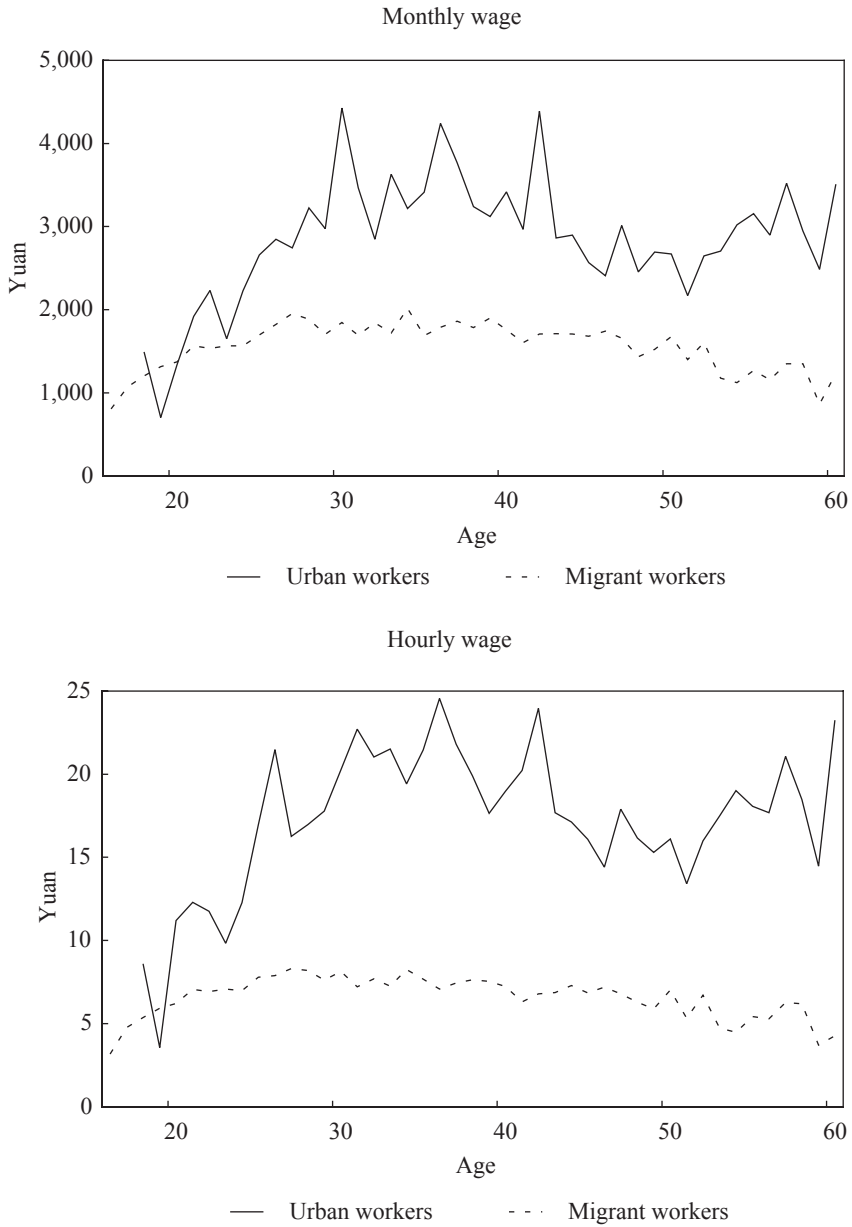 Monthly wage
5,000
4,000
3,000
2,000
1,000
0
Yuan
20
30
40
50
60
Age
Urban workers
Migrant workers
Hourly wage
25
20
15
10
5
0
Yuan
20
30
40
50
60
Age
Urban workers
Migrant workers